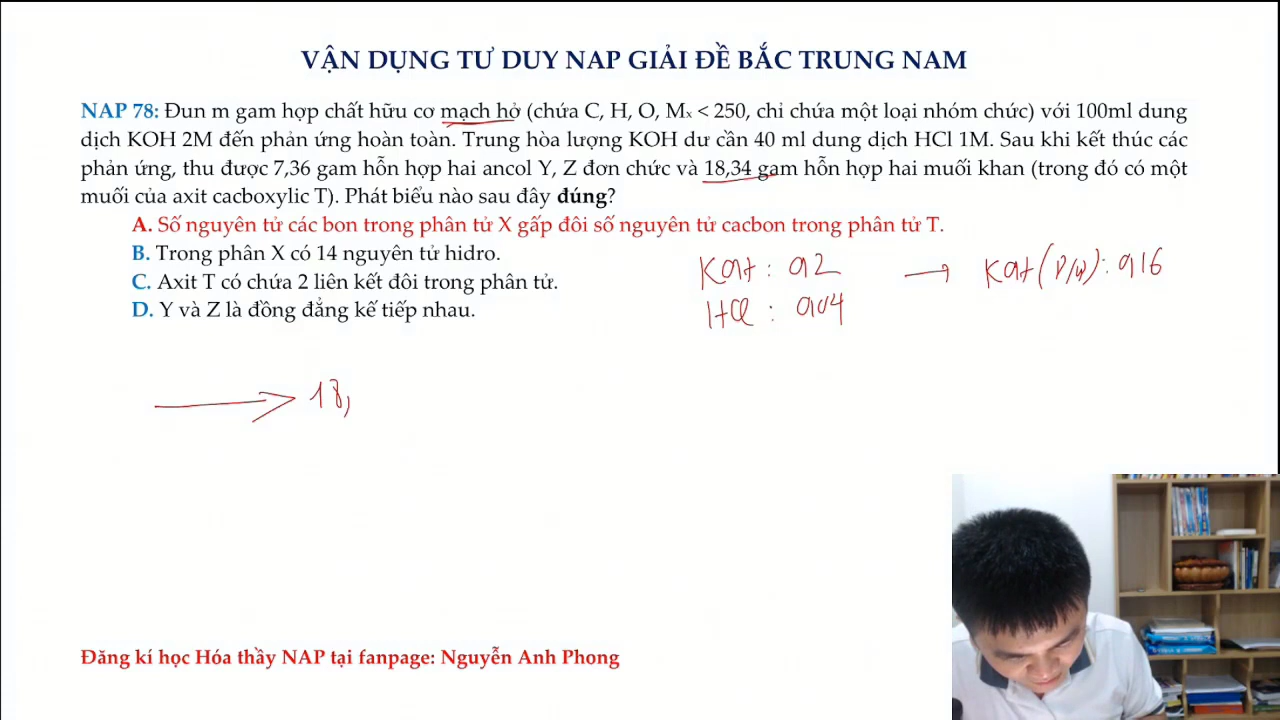 VẬN DỤNG TƯ DUY NAP GIẢI ĐỀ BẮC TRUNG NAM
NAP 78: Đun m gam hợp chất hữu cơ mạch hở (chứa C, H, O, Mx < 250, chỉ chứa một loại nhóm chức) với 100ml dung
dịch KOH 2M đến phản ứng hoàn toàn. Trung hòa lượng KOH dư cần 40 ml dung dịch HCl 1M. Sau khi kết thúc các
phản ứng, thu được 7,36 gam hỗn hợp hai ancol Y, Z đơn chức và 18,34 gam hỗn hợp hai muối khan (trong đó có một
muối của axit cacboxylic T). Phát biểu nào sau đây đúng?
A. Số nguyên tử các bon trong phân tử X gấp đôi số nguyên tử cacbon trong phân tử T.
B. Trong phân X có 14 nguyên tử hidro.
C. Axit T có chứa 2 liên kết đôi trong phân tử.
D. Y và Z là đồng đẳng kế tiếp nhau.
KOH : 0,2 → KOH (p/ư) : 0,16
HCl : 0,04
18,
Đăng kí học Hóa thầy NAP tại fanpage: Nguyễn Anh Phong